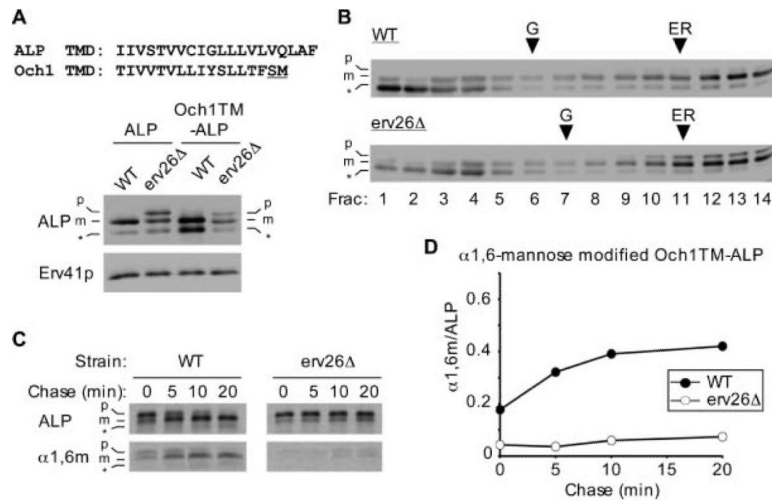 A
ALP TMD: IIVSTVVCIGLLLVLVQLAF
Och1 TMD: TIVVTVLLIYSLLTFSM
ALP
Och1TM
-ALP
WT
erv26Δ
WT
erv26Δ
ALP
p
m
*
p
m
*
Erv41p
B
WT
G
ER
p
m
*
erv26Δ
G
ER
p
m
*
Frac: 1 2 3 4 5 6 7 8 9 10 11 12 13 14
C
Strain: WT erv26Δ
Chase (min): 0 5 10 20 0 5 10 20
ALP
p
m
*
α1,6m
p
m
*
D
α1,6-mannose modified Och1TM-ALP
α1,6m/ALP
0.6
0.4
0.2
0
WT
erv26Δ
0 5 10 20
Chase (min)